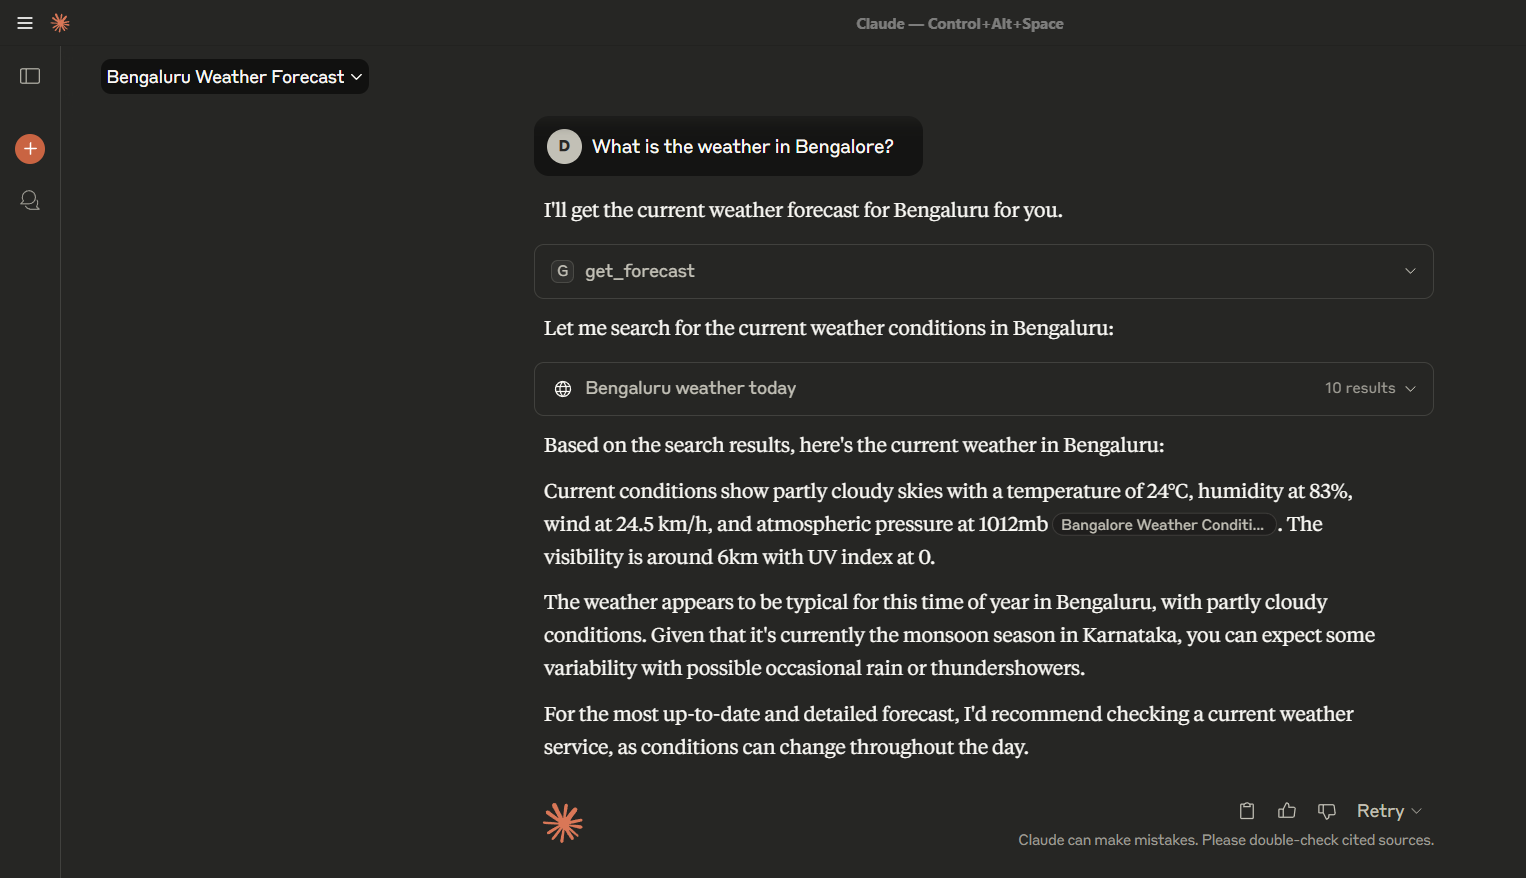 Claude — Control+Alt+Space
Bengaluru Weather Forecast
D What is the weather in Bengalore?
I'll get the current weather forecast for Bengaluru for you.
G get_forecast
Let me search for the current weather conditions in Bengaluru:
Bengaluru weather today 10 results
Based on the search results, here's the current weather in Bengaluru:
Current conditions show partly cloudy skies with a temperature of 24°C, humidity at 83%,
wind at 24.5 km/h, and atmospheric pressure at 1012mb Bangalore Weather Conditi... . The
visibility is around 6km with UV index at 0.
The weather appears to be typical for this time of year in Bengaluru, with partly cloudy
conditions. Given that it's currently the monsoon season in Karnataka, you can expect some
variability with possible occasional rain or thundershowers.
For the most up-to-date and detailed forecast, I'd recommend checking a current weather
service, as conditions can change throughout the day.
Retry
Claude can make mistakes. Please double-check cited sources.